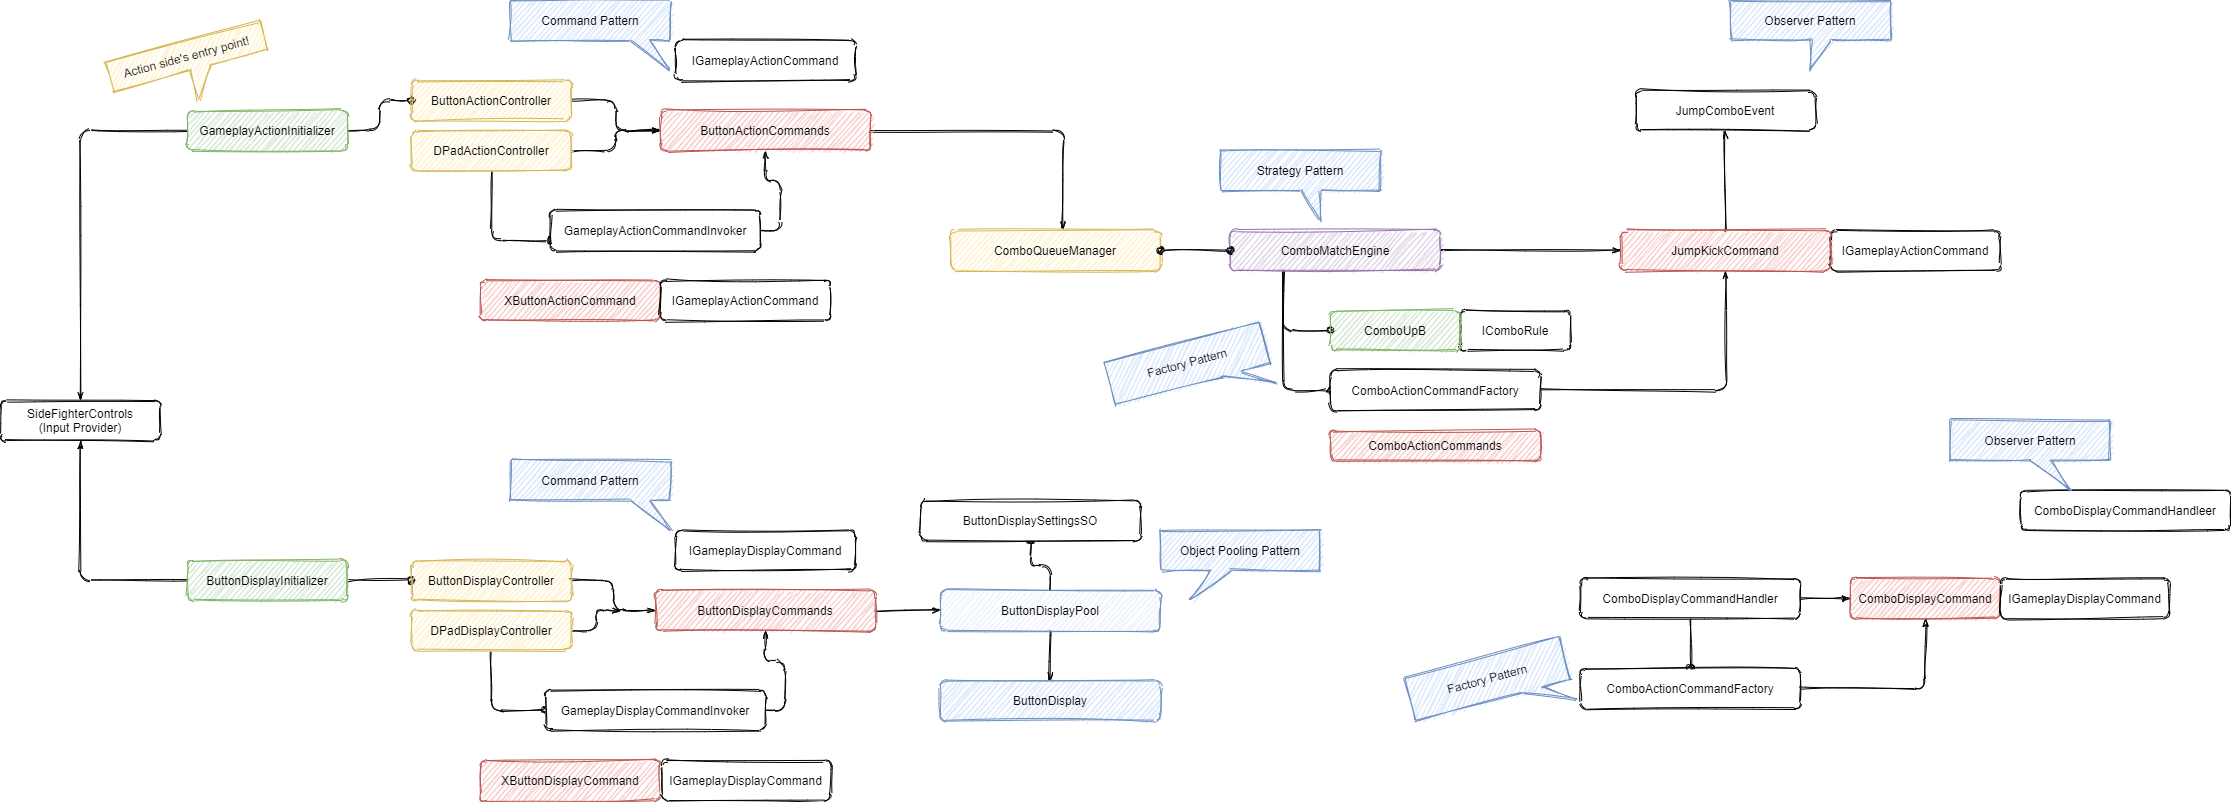 Command Pattern
Observer Pattern
Action side's entry point!
IGameplayActionCommand
ButtonActionController
JumpComboEvent
GameplayActionInitializer
ButtonActionCommands
DPadActionController
Strategy Pattern
GameplayActionCommandInvoker
ComboQueueManager
ComboMatchEngine
JumpKickCommand
IGameplayActionCommand
XButtonActionCommand
IGameplayActionCommand
ComboUpB
IComboRule
Factory Pattern
ComboActionCommandFactory
SideFighterControls
(Input Provider)
ComboActionCommands
Observer Pattern
Command Pattern
ComboDisplayCommandHandleer
ButtonDisplaySettingsSO
IGameplayDisplayCommand
Object Pooling Pattern
ButtonDisplayInitializer
ButtonDisplayController
ComboDisplayCommandHandler
ComboDisplayCommand
IGameplayDisplayCommand
ButtonDisplayCommands
ButtonDisplayPool
DPadDisplayController
Factory Pattern
ComboActionCommandFactory
GameplayDisplayCommandInvoker
ButtonDisplay
XButtonDisplayCommand
IGameplayDisplayCommand